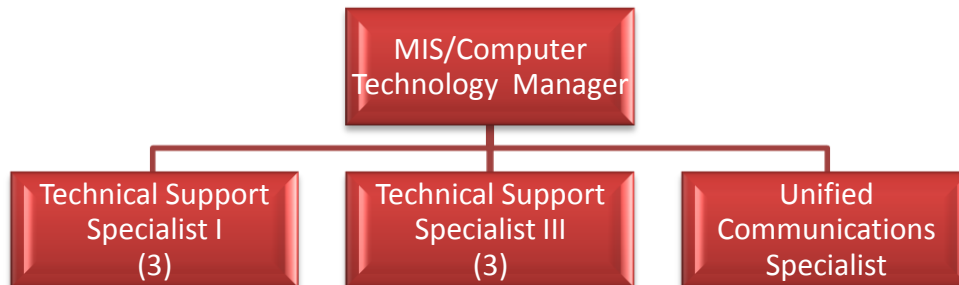 MIS/Computer
Technology Manager
Technical Support
Specialist I
(3)
Technical Support
Specialist III
(3)
Unified
Communications
Specialist